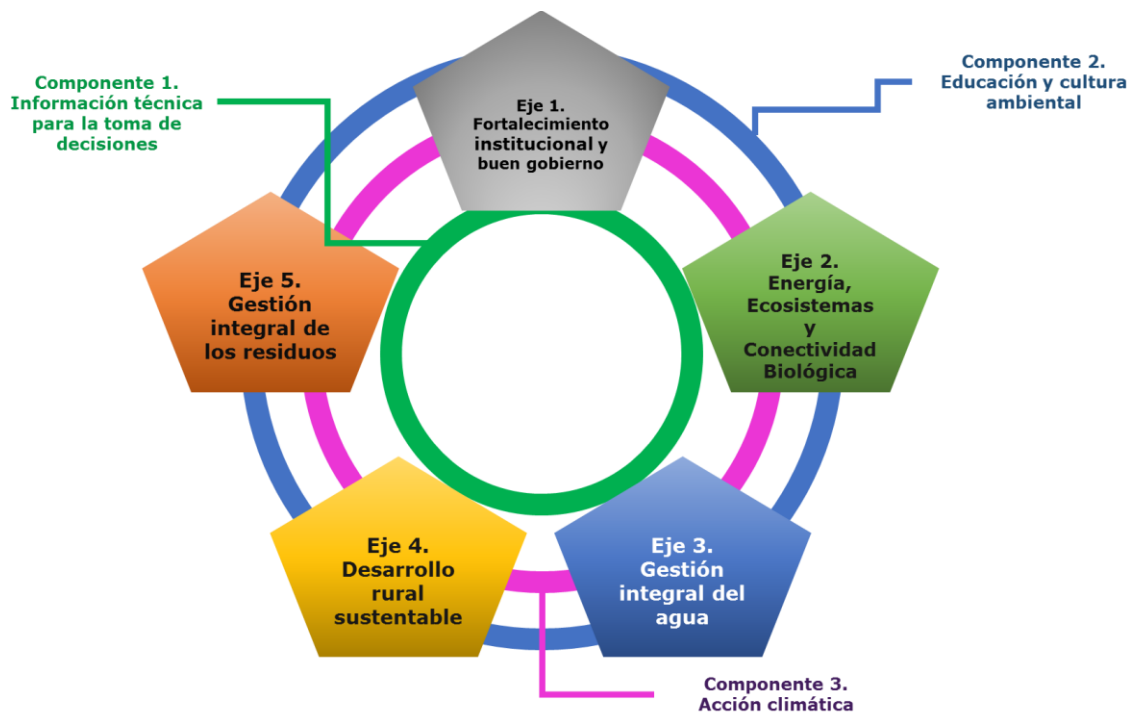 Componente 1.
Información técnica
para la toma de
decisiones
Eje 1.
Fortalecimiento
institucional y
buen gobierno
Componente 2.
Educación y cultura
ambiental
Eje 5.
Gestión
integral de
los residuos
Eje 2.
Energía,
Ecosistemas
y
Conectividad
Biológica
Eje 4.
Desarrollo
rural
sustentable
Eje 3.
Gestión
integral del
agua
Componente 3.
Acción climática